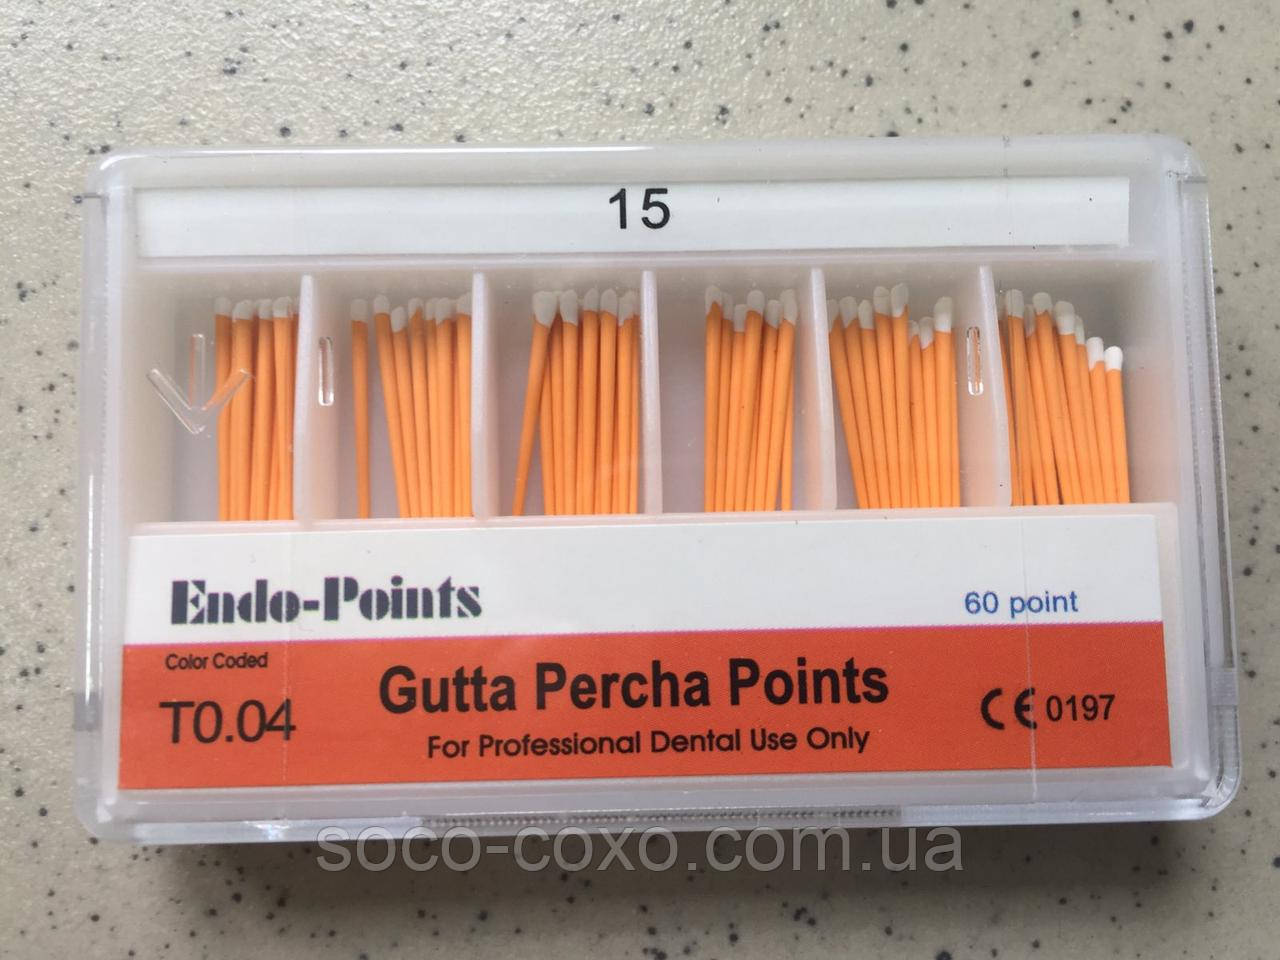 15
Endo-Points
60 point
Color Coded
T0.04
Gutta Percha Points
CE 0197
For Professional Dental Use Only
soco-coxo.com.ua